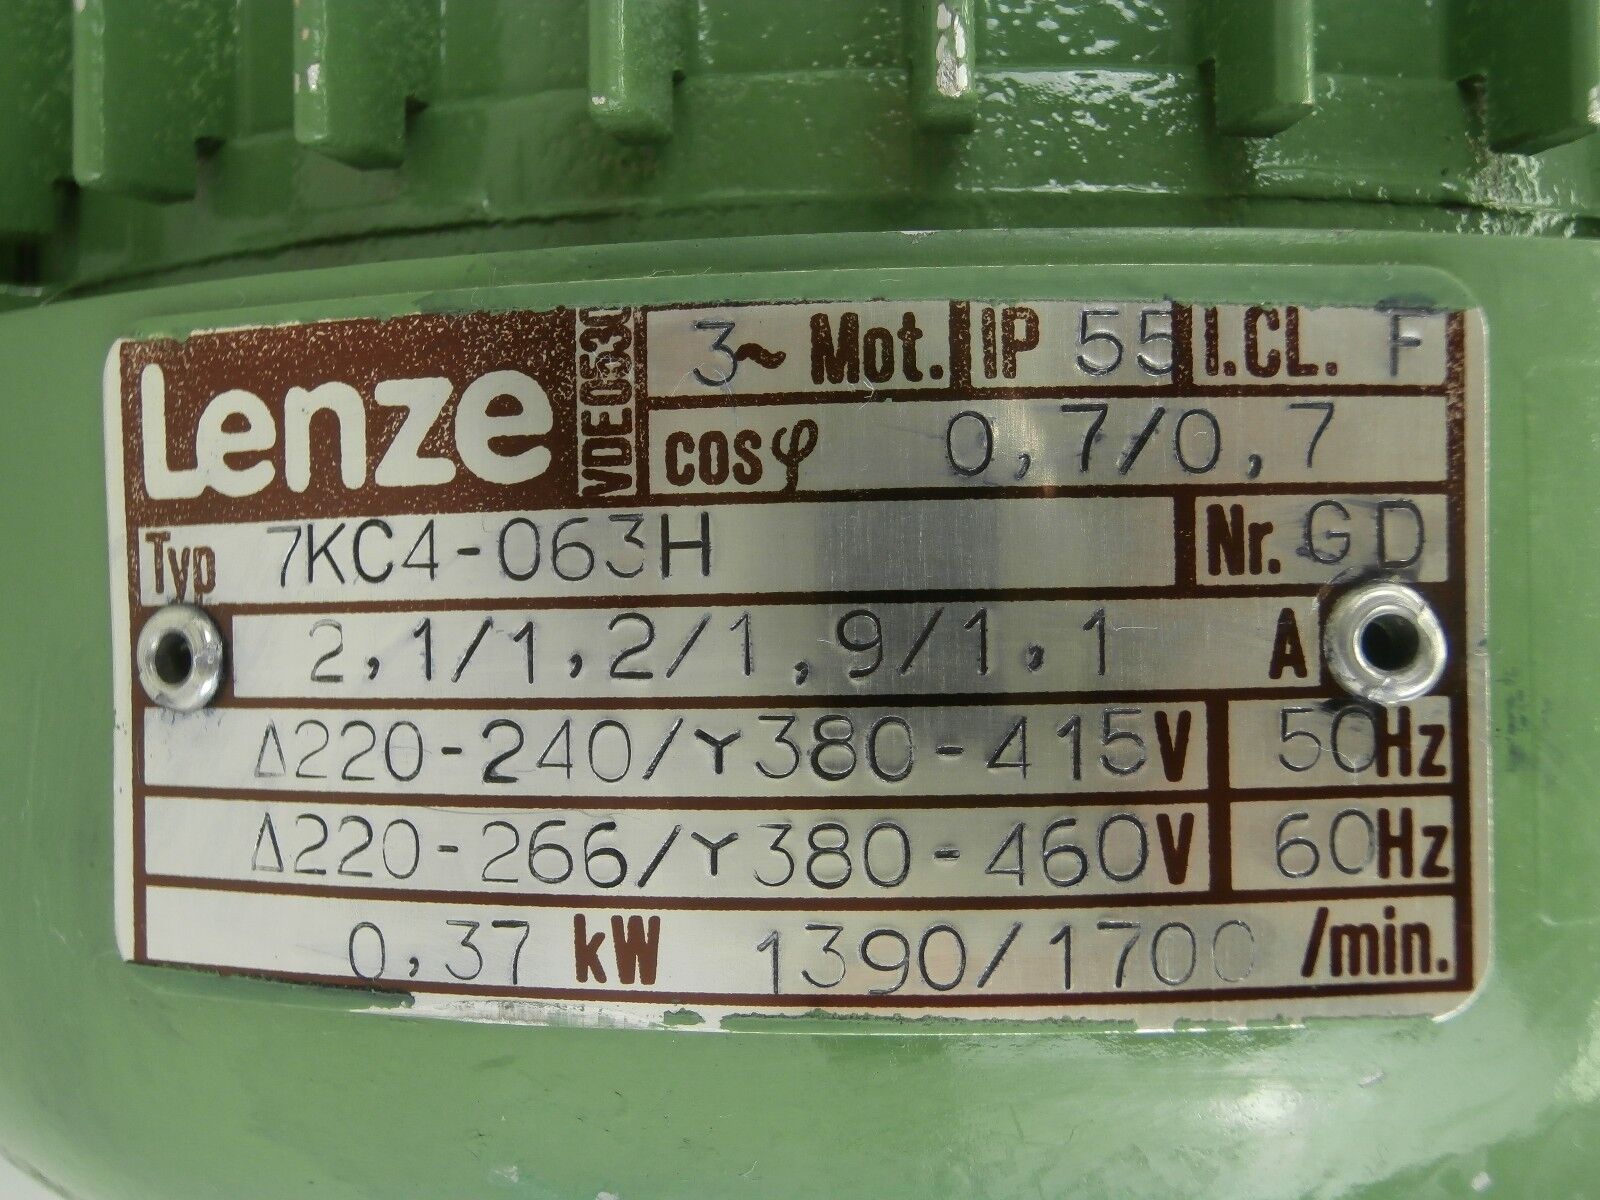 Lenze
VDE0530
3~ Mot. IP 55 I.CL. F
cosφ 0,7/0,7
Typ 7KC4-063H Nr. GD
2,1/1,2/1,9/1,1 A
Δ220-240/Y380-415V 50Hz
Δ220-266/Y380-460V 60Hz
0,37 kW 1390/1700 /min.